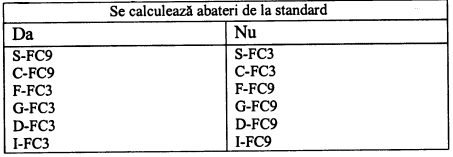 Se calculează abateri de la standard
Da Nu
S-FC9 S-FC3
C-FC9 C-FC3
F-FC3 F-FC9
G-FC3 G-FC9
D-FC3 D-FC9
I-FC3 I-FC9